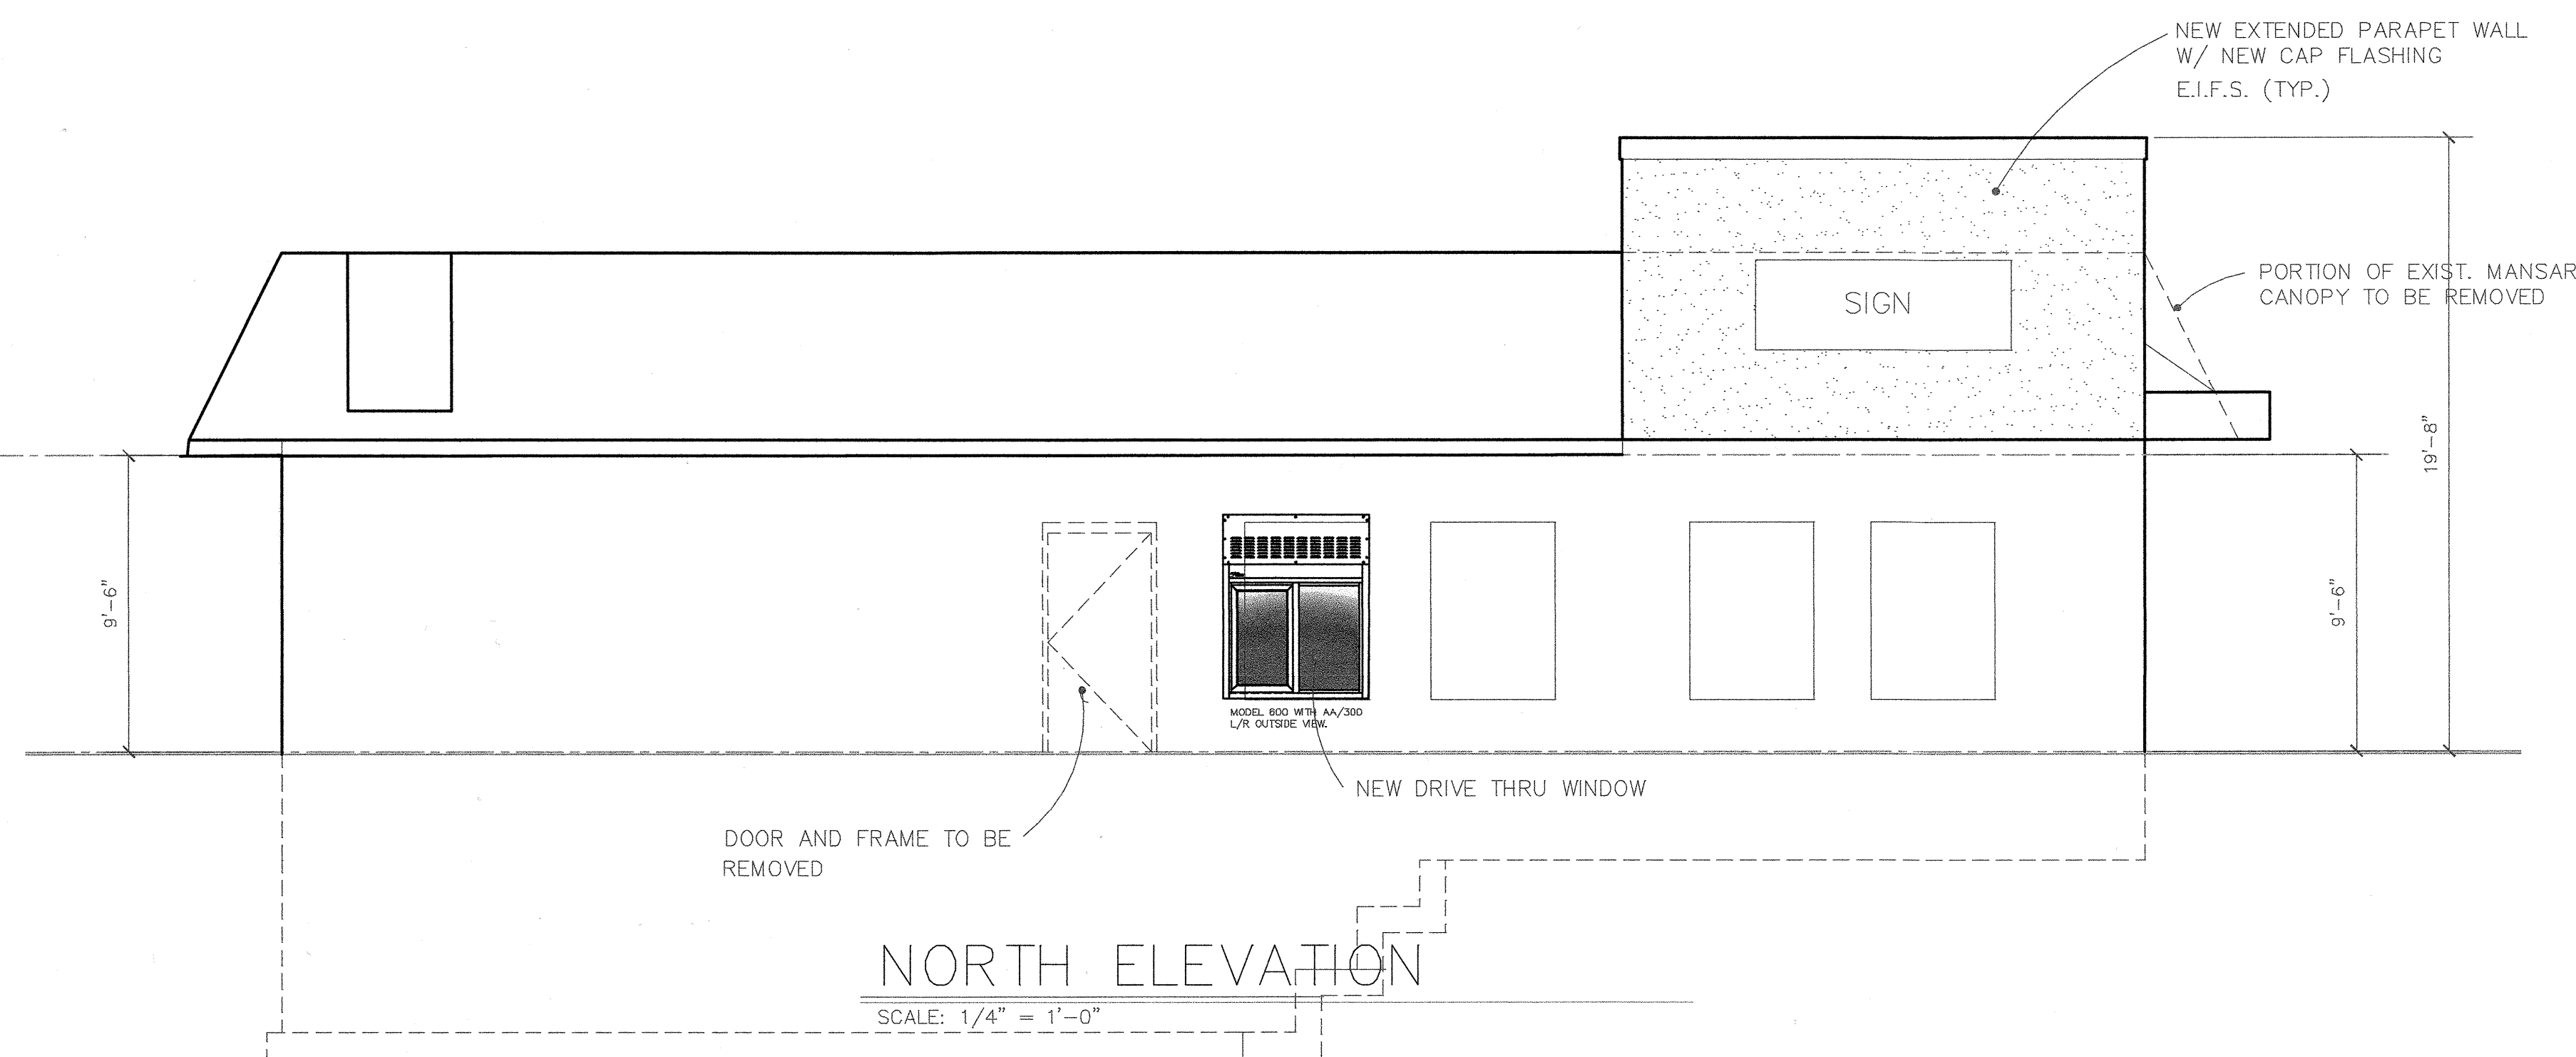 NEW EXTENDED PARAPET WALL
W/ NEW CAP FLASHING
E.I.F.S. (TYP.)
PORTION OF EXIST. MANSAR
CANOPY TO BE REMOVED
SIGN
19'-8"
9'-6"
9'-6"
MODEL 600 WITH AA/300
L/R OUTSIDE VIEW.
NEW DRIVE THRU WINDOW
DOOR AND FRAME TO BE
REMOVED
NORTH ELEVATION
SCALE: 1/4" = 1'-0"